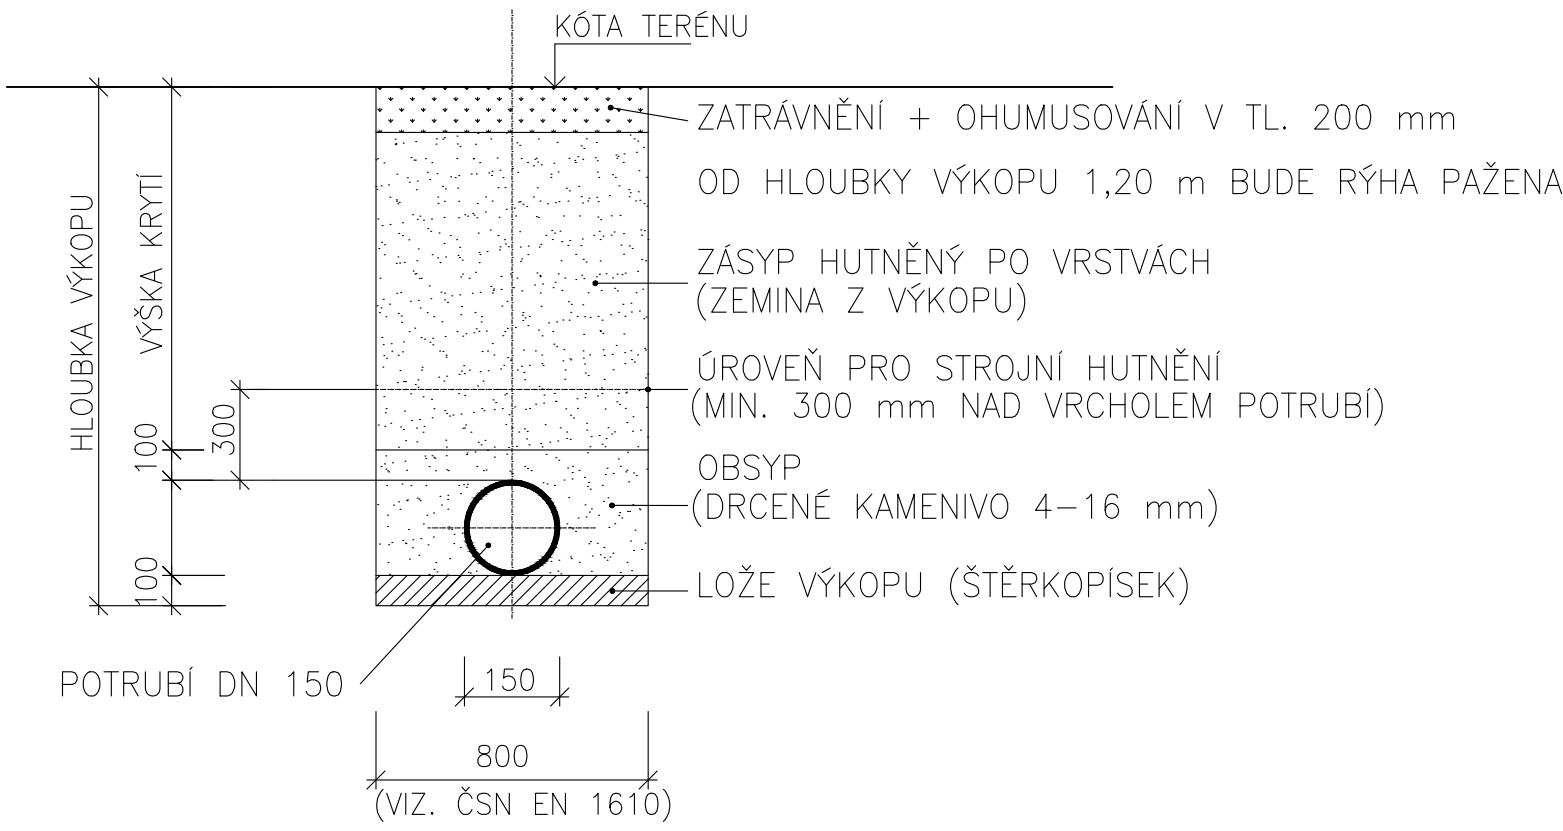 KÓTA TERÉNU
ZATRÁVNĚNÍ + OHUMUSOVÁNÍ V TL. 200 mm
OD HLOUBKY VÝKOPU 1,20 m BUDE RÝHA PAŽENA
ZÁSYP HUTNĚNÝ PO VRSTVÁCH
(ZEMINA Z VÝKOPU)
ÚROVEŇ PRO STROJNÍ HUTNĚNÍ
(MIN. 300 mm NAD VRCHOLEM POTRUBÍ)
OBSYP
(DRCENÉ KAMENIVO 4-16 mm)
LOŽE VÝKOPU (ŠTĚRKOPÍSEK)
HLOUBKA VÝKOPU
VÝŠKA KRYTÍ
300
100
100
POTRUBÍ DN 150
150
800
(VIZ. ČSN EN 1610)